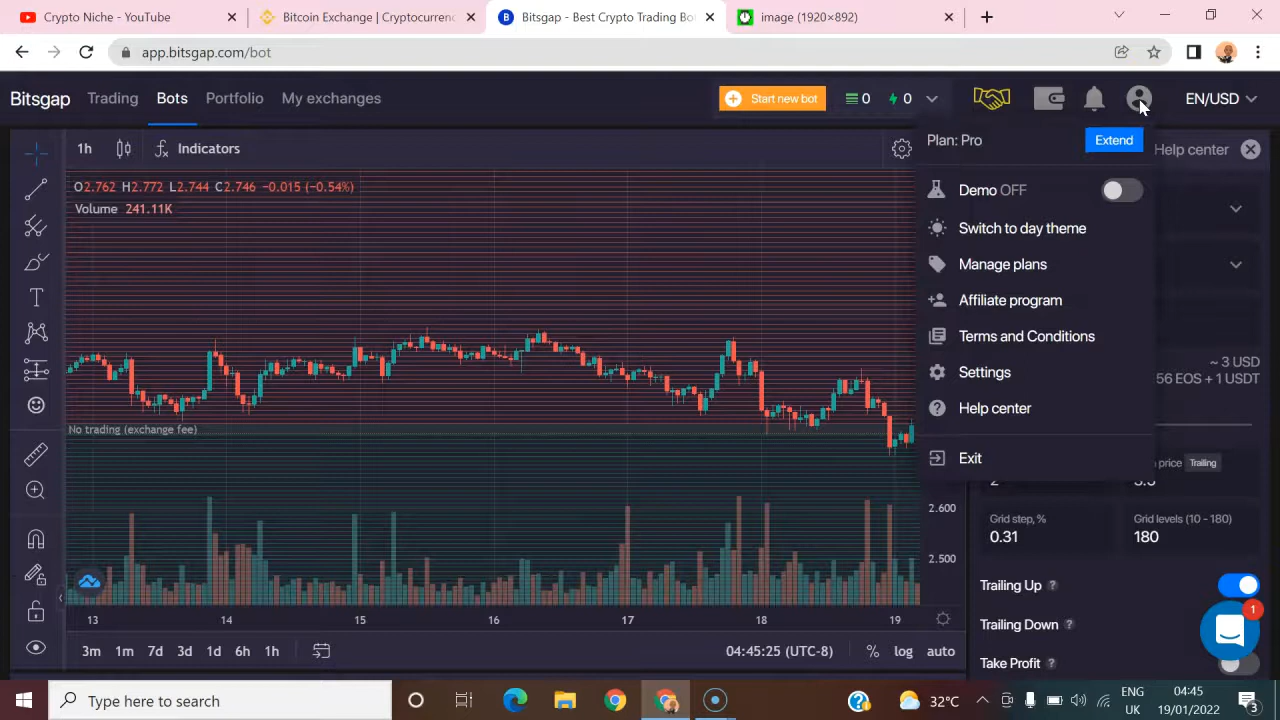 Crypto Niche - YouTube
Bitcoin Exchange | Cryptocurrenc
Bitsgap - Best Crypto Trading Bo
image (1920×892)
app.bitsgap.com/bot
Bitsgap
Trading
Bots
Portfolio
My exchanges
Start new bot
0
0
EN/USD
1h
Indicators
Plan: Pro
Extend
Help center
O2.762 H2.772 L2.744 C2.746 −0.015 (−0.54%)
Volume 241.11K
Demo OFF
Switch to day theme
Manage plans
Affiliate program
Terms and Conditions
~ 3 USD
Settings
56 EOS + 1 USDT
Help center
No trading (exchange fee)
Exit
price Trailing
2.600
Grid step, %
Grid levels (10 - 180)
0.31
180
2.500
Trailing Up
Trailing Down
1
13 14 15 16 17 18 19
3m 1m 7d 3d 1d 6h 1h
04:45:25 (UTC-8)
% log auto
Take Profit
Type here to search
32°C
ENG
UK
04:45
19/01/2022
3